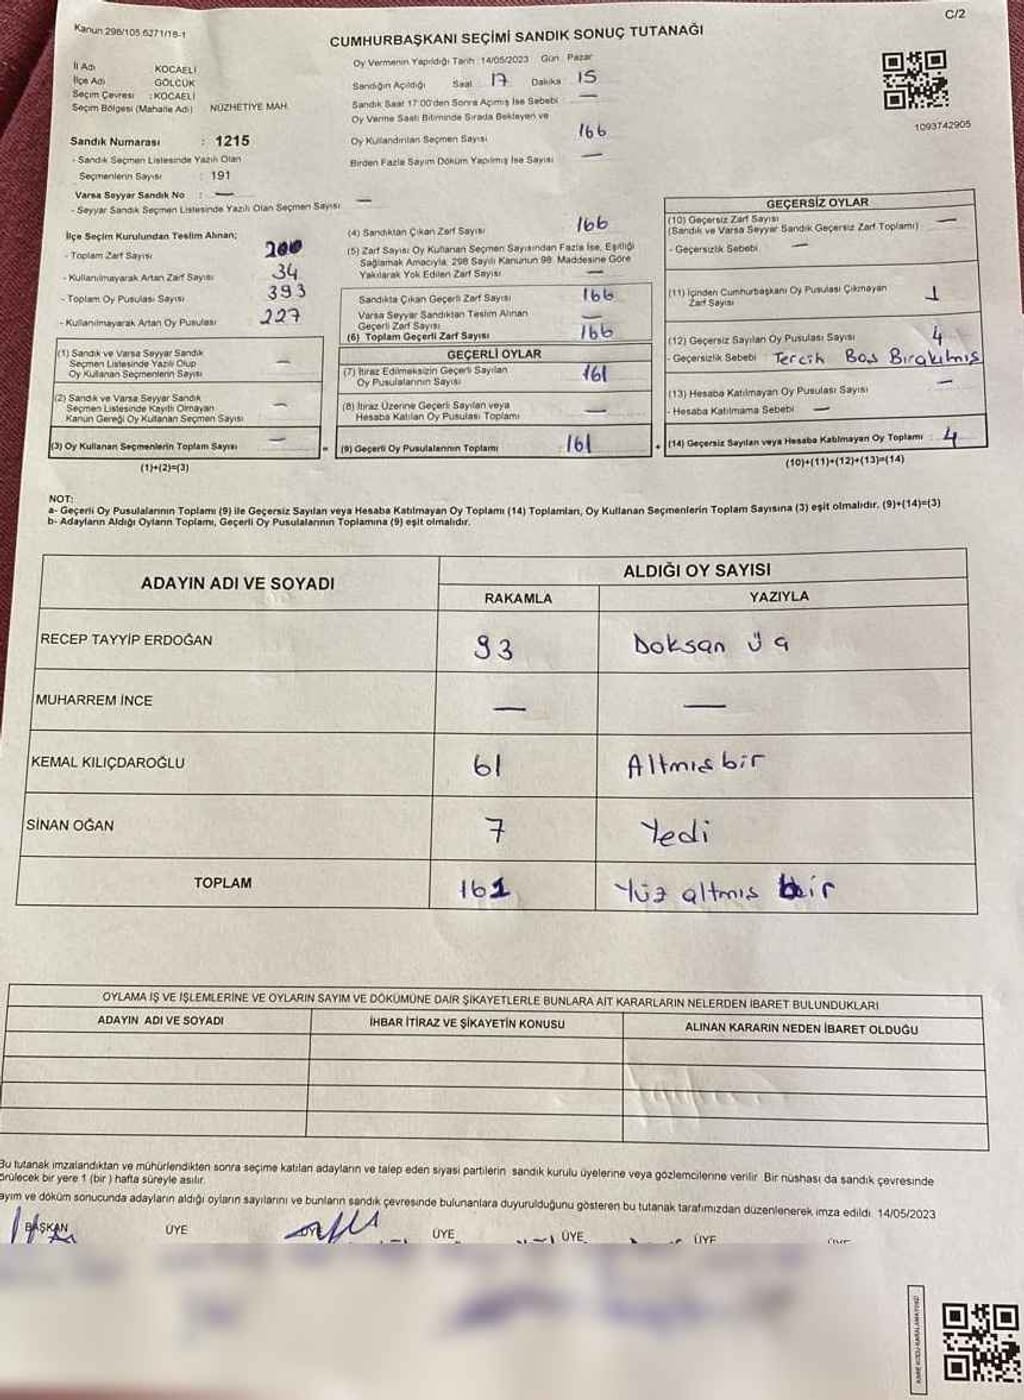 Kanun 298/105 6271/18-1
C/2
CUMHURBAŞKANI SEÇİMİ SANDIK SONUÇ TUTANAĞI
İl Adı KOCAELİ
İlçe Adı GÖLCÜK
Seçim Çevresi : KOCAELİ
Seçim Bölgesi (Mahalle Adı) NÜZHETİYE MAH.
Sandık Numarası : 1215
- Sandık Seçmen Listesinde Yazılı Olan
Seçmenlerin Sayısı : 191
Varsa Seyyar Sandık No : —
- Seyyar Sandık Seçmen Listesinde Yazılı Olan Seçmen Sayısı —
Oy Vermenin Yapıldığı Tarih : 14/05/2023 Gün : Pazar
Sandığın Açıldığı Saat 17 Dakika 15
Sandık Saat 17:00'den Sonra Açılmış İse Sebebi —
Oy Verme Saati Bitiminde Sırada Bekleyen ve
Oy Kullandırılan Seçmen Sayısı 166
Birden Fazla Sayım Döküm Yapılmış İse Sayısı —
1093742905
İlçe Seçim Kurulundan Teslim Alınan;
- Toplam Zarf Sayısı 200
- Kullanılmayarak Artan Zarf Sayısı 34
- Toplam Oy Pusulası Sayısı 393
- Kullanılmayarak Artan Oy Pusulası 227
(1) Sandık ve Varsa Seyyar Sandık
Seçmen Listesinde Yazılı Olup
Oy Kullanan Seçmenlerin Sayısı —
(2) Sandık ve Varsa Seyyar Sandık
Seçmen Listesinde Kayıtlı Olmayan
Kanun Gereği Oy Kullanan Seçmen Sayısı —
(3) Oy Kullanan Seçmenlerin Toplam Sayısı —
(1)+(2)=(3)
(4) Sandıktan Çıkan Zarf Sayısı 166
(5) Zarf Sayısı Oy Kullanan Seçmen Sayısından Fazla İse, Eşitliği
Sağlamak Amacıyla, 298 Sayılı Kanunun 98. Maddesine Göre
Yakılarak Yok Edilen Zarf Sayısı —
Sandıkta Çıkan Geçerli Zarf Sayısı 166
Varsa Seyyar Sandıktan Teslim Alınan
Geçerli Zarf Sayısı —
(6) Toplam Geçerli Zarf Sayısı 166
GEÇERLİ OYLAR
(7) İtiraz Edilmeksizin Geçerli Sayılan
Oy Pusulalarının Sayısı 161
(8) İtiraz Üzerine Geçerli Sayılan veya
Hesaba Katılan Oy Pusulası Toplamı —
= (9) Geçerli Oy Pusulalarının Toplamı 161
GEÇERSİZ OYLAR
(10) Geçersiz Zarf Sayısı —
(Sandık ve Varsa Seyyar Sandık Geçersiz Zarf Toplamı)
- Geçersizlik Sebebi —
(11) İçinden Cumhurbaşkanı Oy Pusulası Çıkmayan
Zarf Sayısı 1
(12) Geçersiz Sayılan Oy Pusulası Sayısı 4
- Geçersizlik Sebebi Tercih Boş Bırakılmış
(13) Hesaba Katılmayan Oy Pusulası Sayısı —
- Hesaba Katılmama Sebebi —
+ (14) Geçersiz Sayılan veya Hesaba Katılmayan Oy Toplamı : 4
(10)+(11)+(12)+(13)=(14)
NOT:
a- Geçerli Oy Pusulalarının Toplamı (9) ile Geçersiz Sayılan veya Hesaba Katılmayan Oy Toplamı (14) Toplamları, Oy Kullanan Seçmenlerin Toplam Sayısına (3) eşit olmalıdır. (9)+(14)=(3)
b- Adayların Aldığı Oyların Toplamı, Geçerli Oy Pusulalarının Toplamına (9) eşit olmalıdır.
ADAYIN ADI VE SOYADI
ALDIĞI OY SAYISI
RAKAMLA YAZIYLA
RECEP TAYYİP ERDOĞAN 93 Doksan üç
MUHARREM İNCE — —
KEMAL KILIÇDAROĞLU 61 Altmış bir
SİNAN OĞAN 7 Yedi
TOPLAM 161 Yüz altmış bir
OYLAMA İŞ VE İŞLEMLERİNE VE OYLARIN SAYIM VE DÖKÜMÜNE DAİR ŞİKAYETLERLE BUNLARA AİT KARARLARIN NELERDEN İBARET BULUNDUKLARI
ADAYIN ADI VE SOYADI İHBAR İTİRAZ VE ŞİKAYETİN KONUSU ALINAN KARARIN NEDEN İBARET OLDUĞU
Bu tutanak imzalandıktan ve mühürlendikten sonra seçime katılan adayların ve talep eden siyasi partilerin sandık kurulu üyelerine veya gözlemcilerine verilir. Bir nüshası da sandık çevresinde
örülecek bir yere 1 (bir) hafta süreyle asılır.
ayım ve döküm sonucunda adayların aldığı oyların sayılarını ve bunların sandık çevresinde bulunanlara duyurulduğunu gösteren bu tutanak tarafımızdan düzenlenerek imza edildi. 14/05/2023
BAŞKAN ÜYE ÜYE ÜYE ÜYE ÜYE